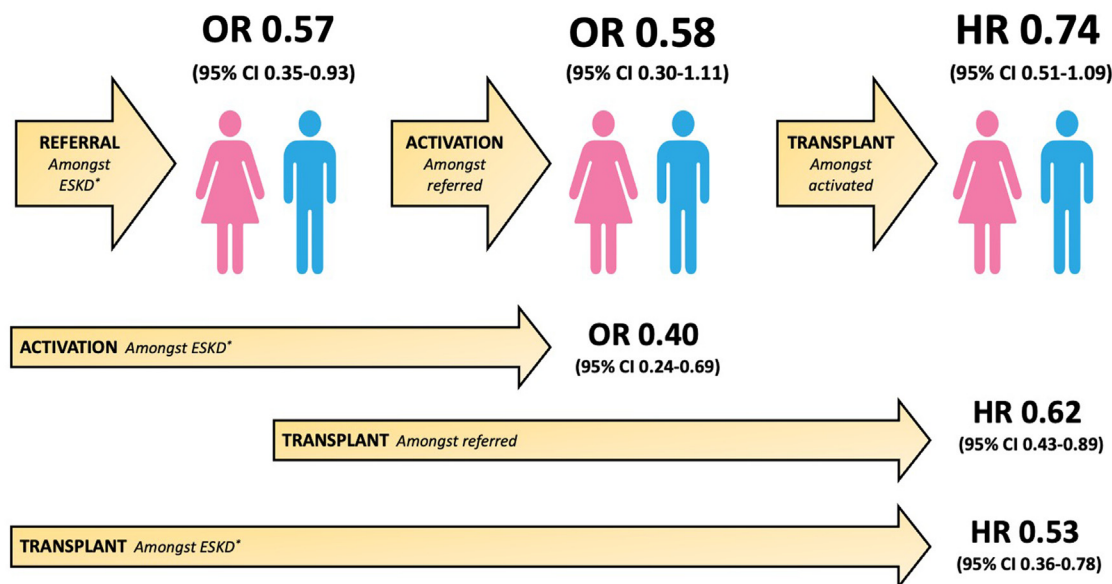 OR 0.57
(95% CI 0.35-0.93)
OR 0.58
(95% CI 0.30-1.11)
HR 0.74
(95% CI 0.51-1.09)
REFERRAL
Amongst
ESKD*
ACTIVATION
Amongst
referred
TRANSPLANT
Amongst
activated
ACTIVATION Amongst ESKD*
OR 0.40
(95% CI 0.24-0.69)
TRANSPLANT Amongst referred
HR 0.62
(95% CI 0.43-0.89)
TRANSPLANT Amongst ESKD*
HR 0.53
(95% CI 0.36-0.78)